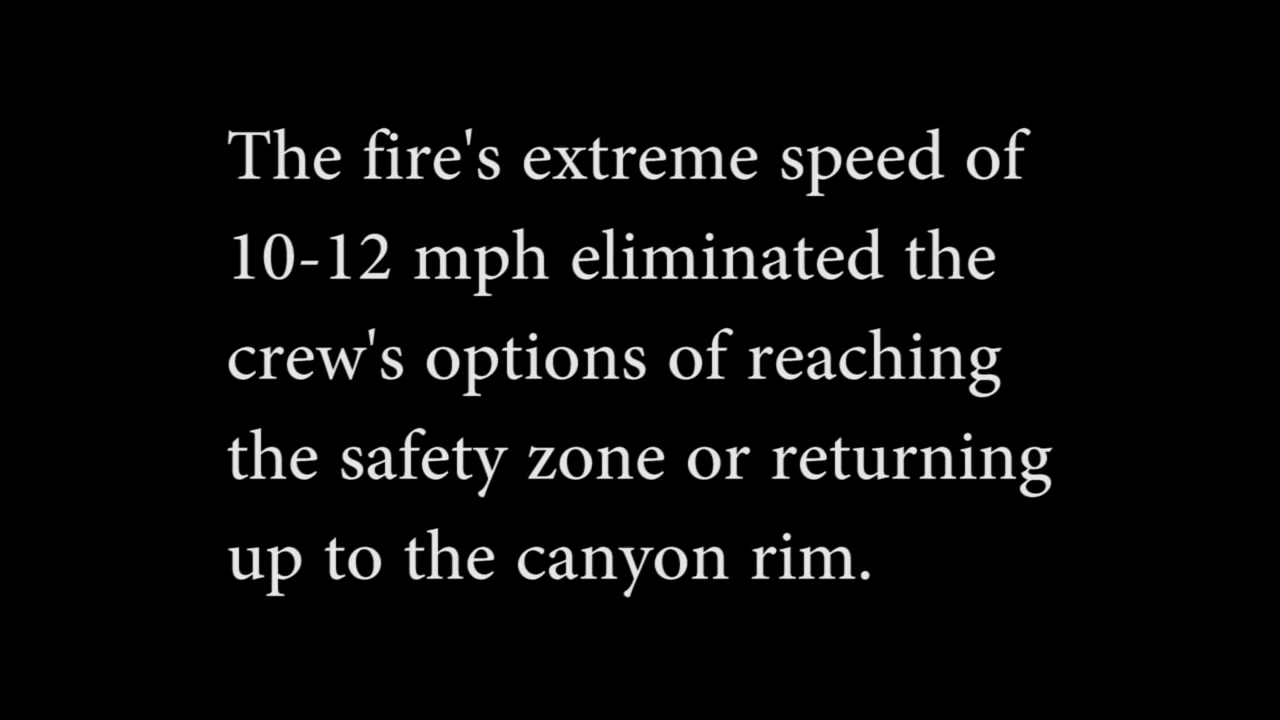 The fire's extreme speed of
10-12 mph eliminated the
crew's options of reaching
the safety zone or returning
up to the canyon rim.